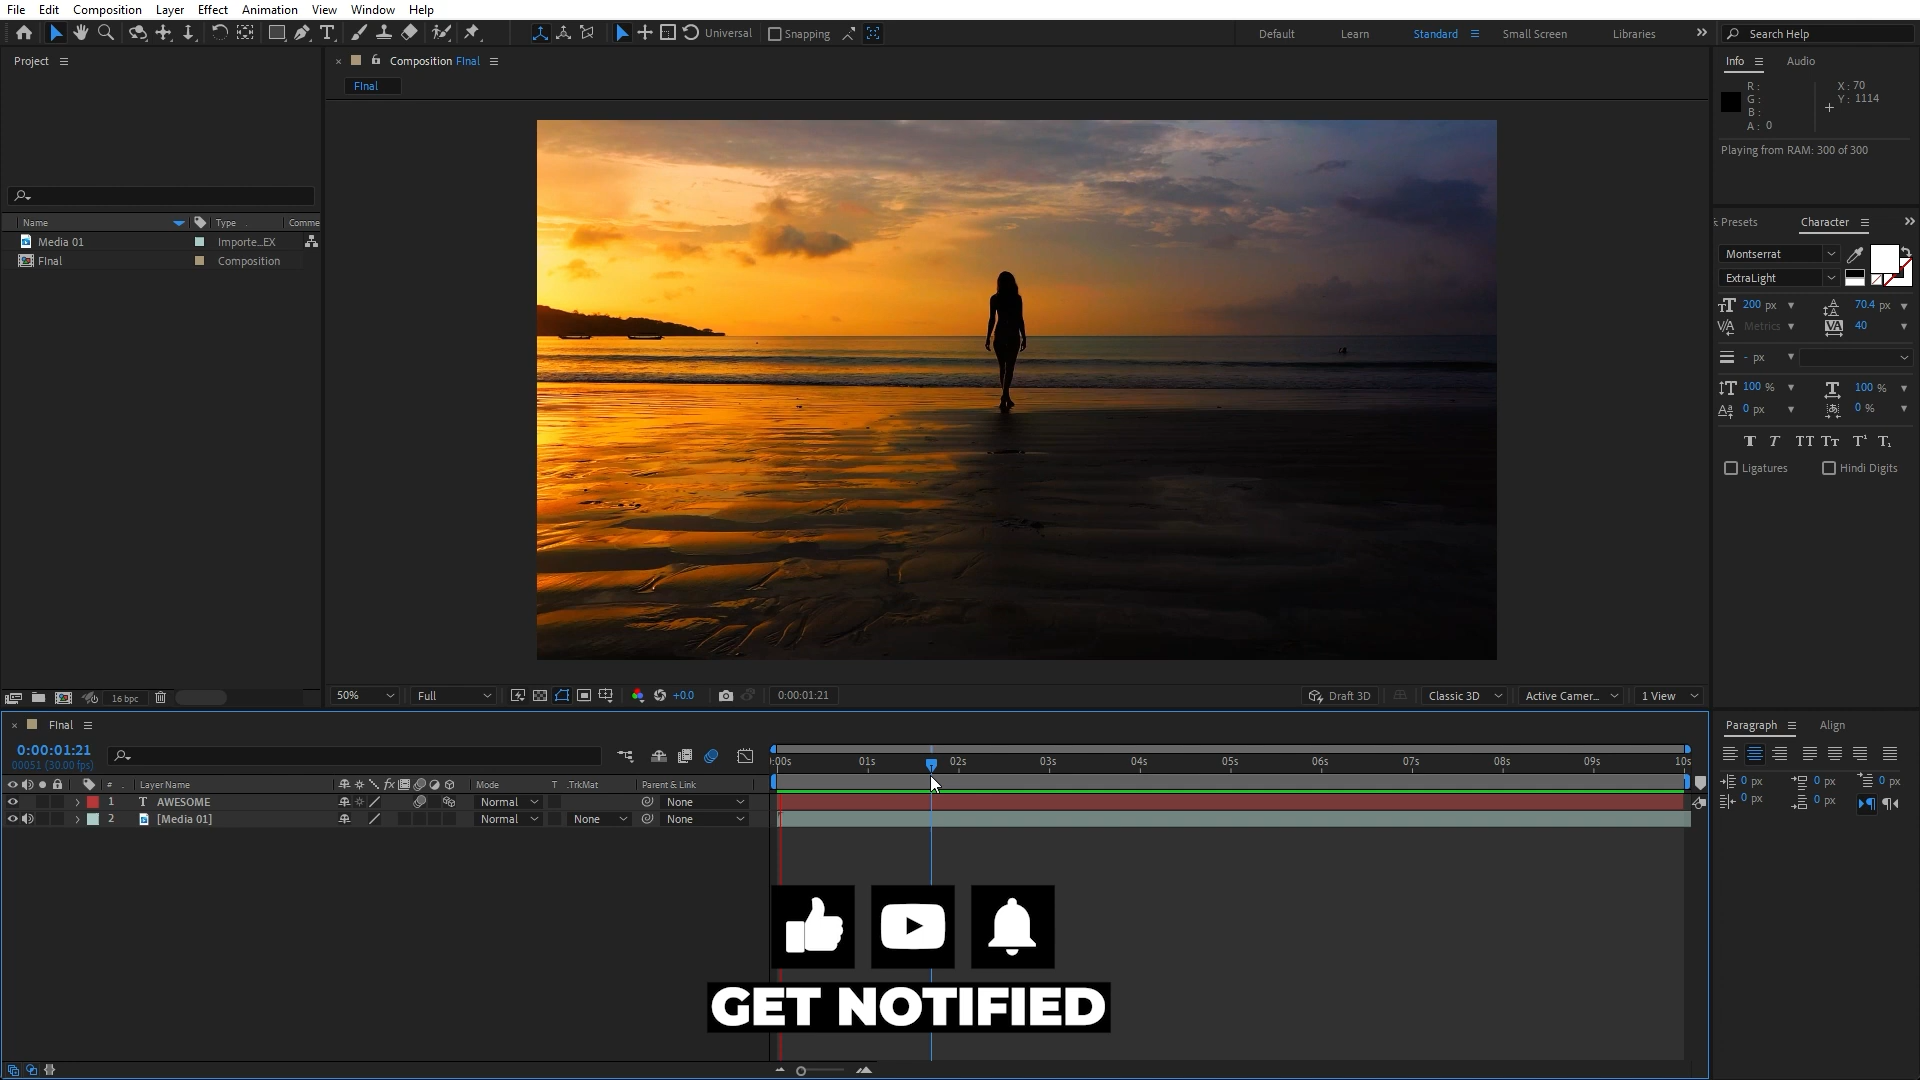 File Edit Composition Layer Effect Animation View Window Help
Universal Snapping Default Learn Standard Small Screen Libraries Search Help
Project
Name Type Comme
Media 01 Importe...EX
FInal Composition
16 bpc
Composition FInal
FInal
50% Full +0.0 0:00:01:21 Draft 3D Classic 3D Active Camer... 1 View
Info Audio
R : X : 70
G : Y : 1114
B :
A : 0
Playing from RAM: 300 of 300
Presets Character
Montserrat
ExtraLight
200 px 70.4 px
Metrics 40
- px
100 % 100 %
0 px 0 %
Ligatures Hindi Digits
FInal
0:00:01:21
00051 (30.00 fps)
:00s 01s 02s 03s 04s 05s 06s 07s 08s 09s 10s
# Layer Name Mode T .TrkMat Parent & Link
1 T AWESOME Normal None
2 [Media 01] Normal None None
Paragraph Align
0 px 0 px 0 px
0 px 0 px
GET NOTIFIED